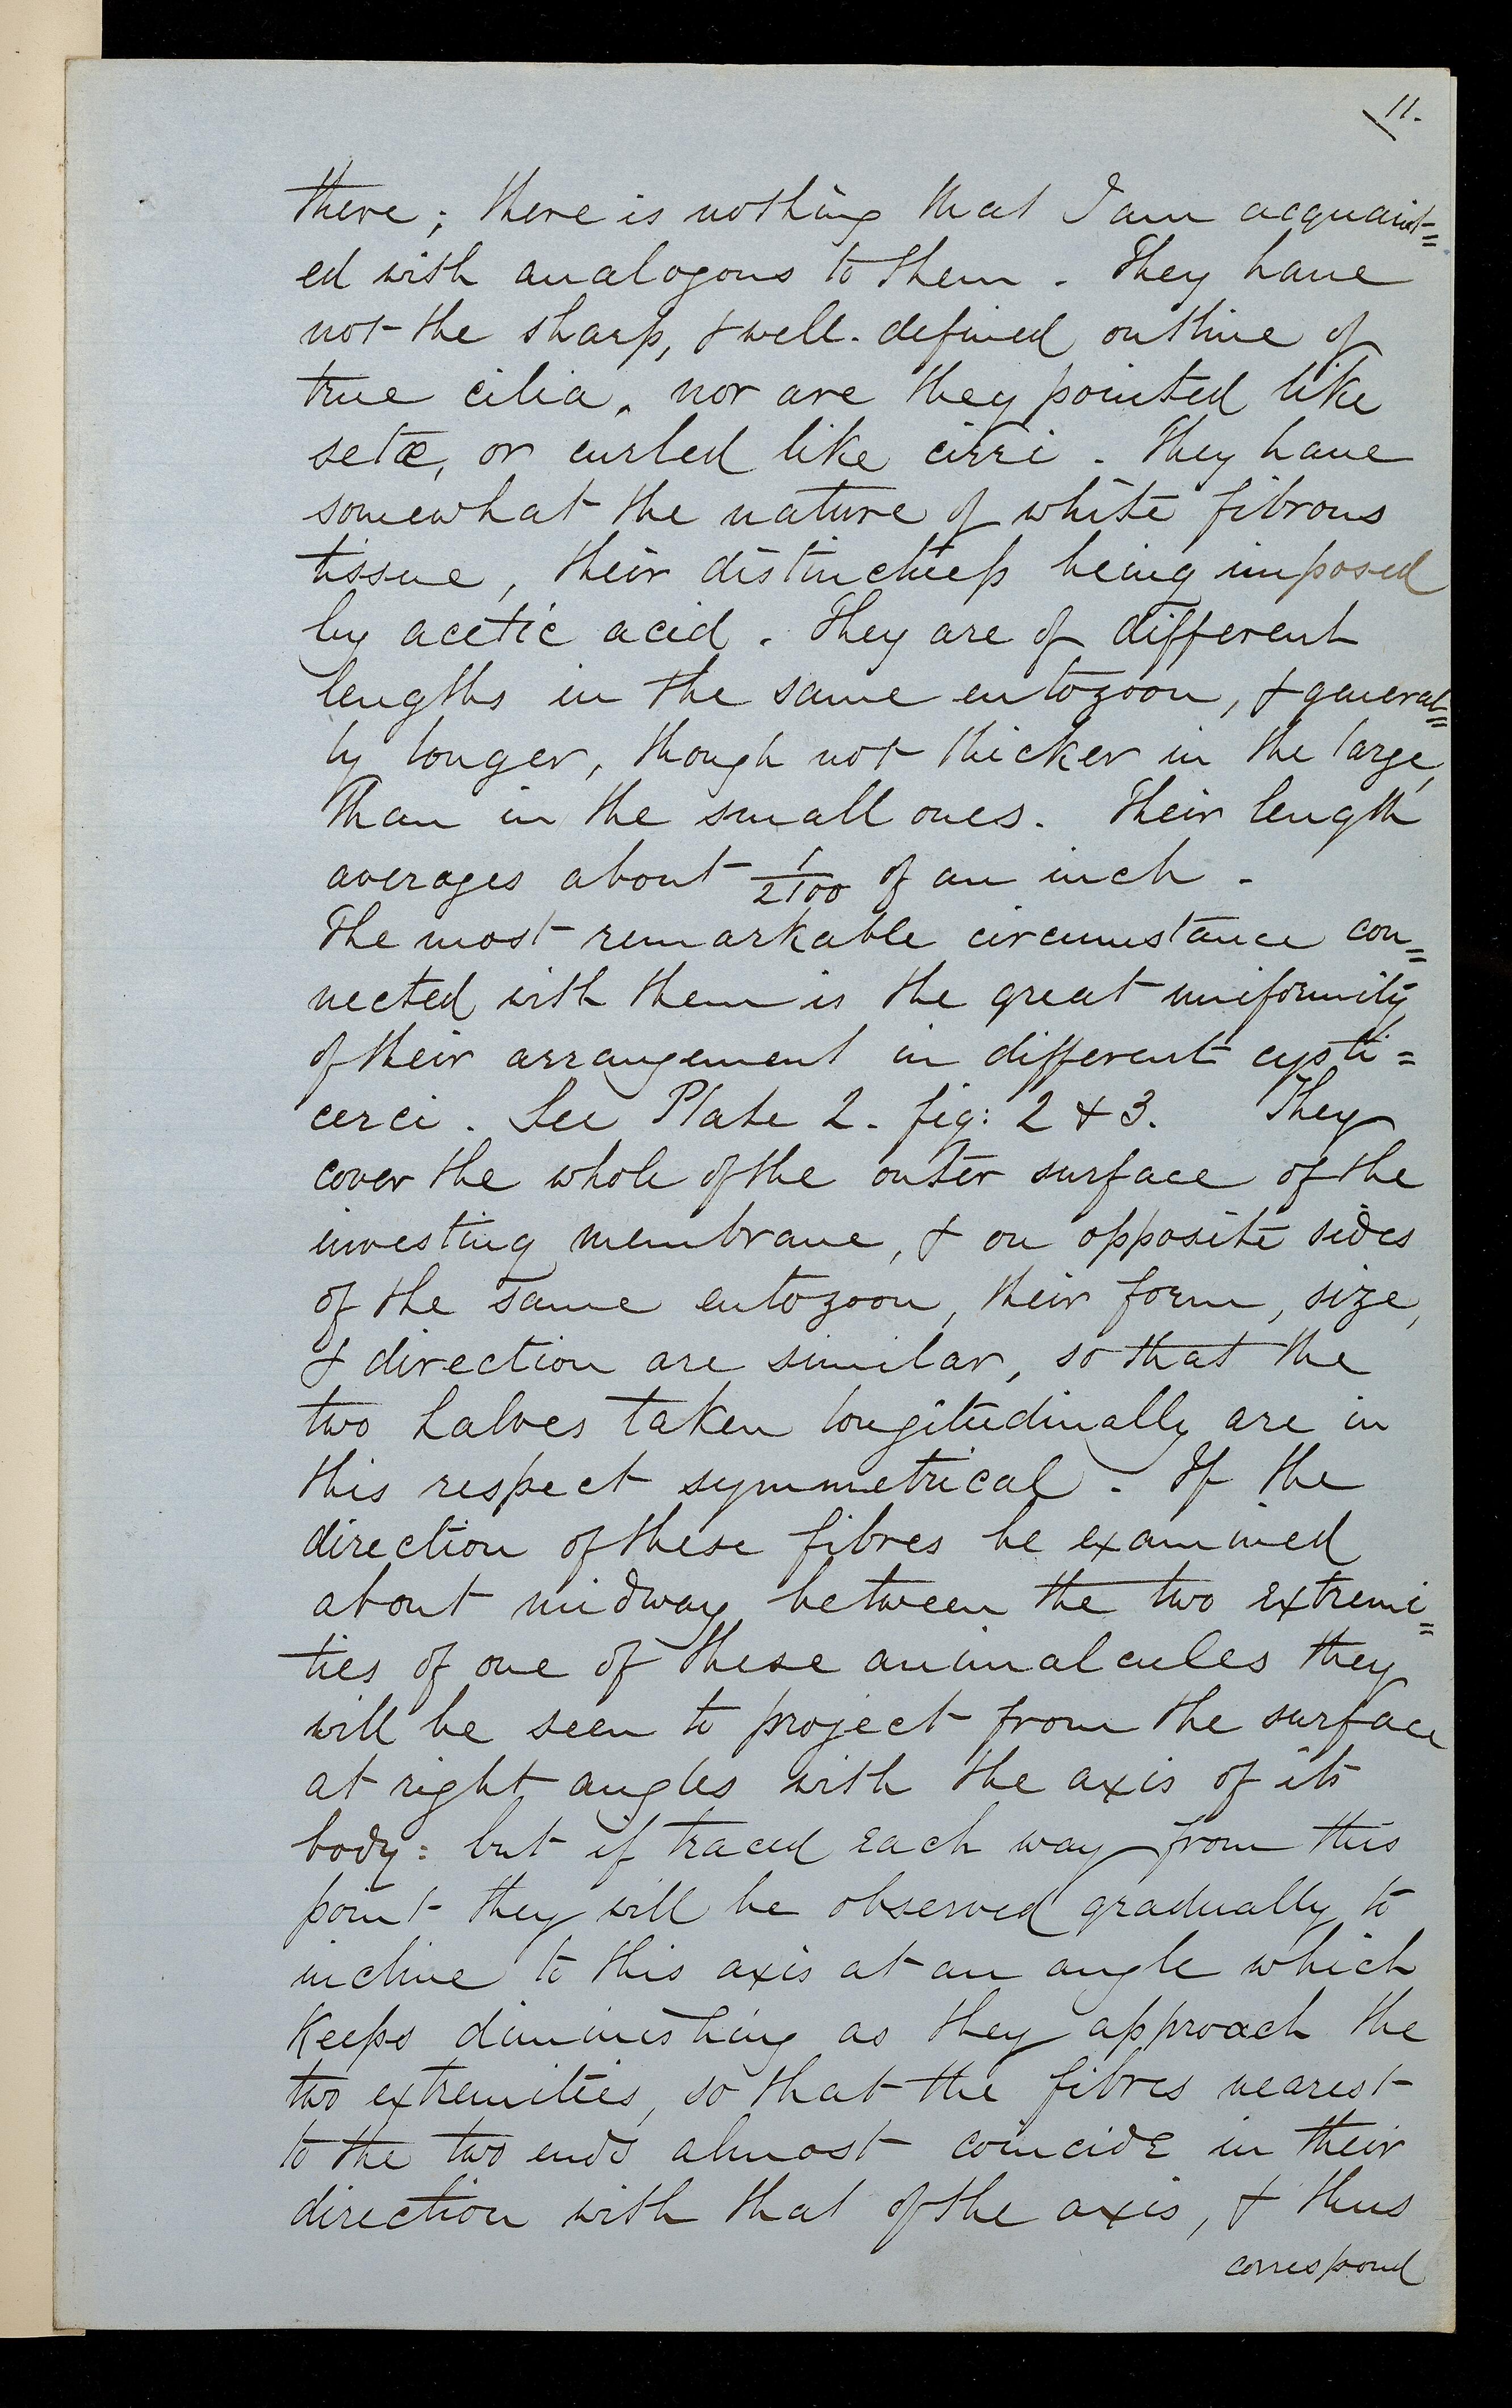 11.
there; there is nothing that I am acquaint=
ed with analogous to them. They have
not the sharp, & well-defined outline of
true cilia, nor are they pointed like
setæ, or curled like cirri. They have
somewhat the nature of white fibrous
tissue, their being imposed
by acetic acid. They are of different
lengths in the same entozoon, & general=
ly longer, though not thicker in the large,
than in the small ones. Their length
averages about 1/2100 of an inch.
The most remarkable circumstance con=
nected with them is the great uniformity
of their arrangement in different cysti=
cerci. See Plate 2. fig: 2 & 3. They
cover the whole of the outer surface of the
investing membrane, & on opposite sides
of the same entozoon, their form, size,
& direction are similar, so that the
two halves taken longitudinally are in
this respect symmetrical. If the
direction of these fibres be examined
about midway between the two extremi=
ties of one of these animalcules they
will be seen to project from the surface
at right angles with the axis of its
body: but if traced each way from this
point they will be observed gradually to
incline to this axis at an angle which
keeps diminishing as they approach the
two extremities, so that the fibres nearest
to the two ends almost coincide in their
direction with that of the axis, & thus
correspond